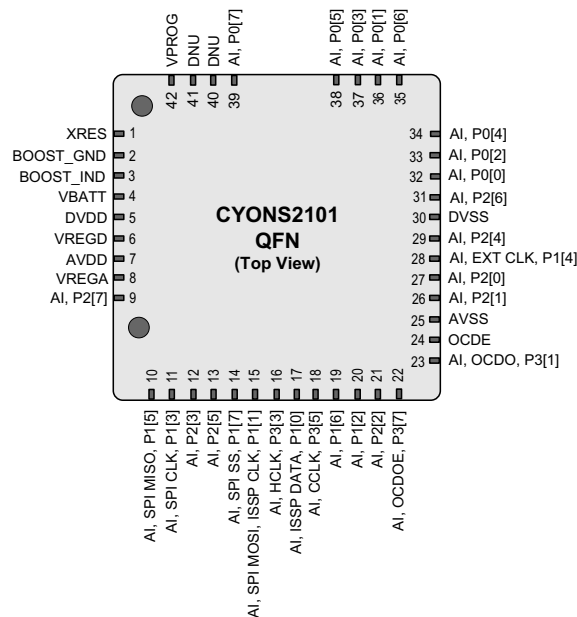 VPROG
DNU
DNU
AI, P0[7]
AI, P0[5]
AI, P0[3]
AI, P0[1]
AI, P0[6]
42
41
40
39
38
37
36
35
XRES 1
BOOST_GND 2
BOOST_IND 3
VBATT 4
DVDD 5
VREGD 6
AVDD 7
VREGA 8
AI, P2[7] 9
CYONS2101
QFN
(Top View)
34 AI, P0[4]
33 AI, P0[2]
32 AI, P0[0]
31 AI, P2[6]
30 DVSS
29 AI, P2[4]
28 AI, EXT CLK, P1[4]
27 AI, P2[0]
26 AI, P2[1]
25 AVSS
24 OCDE
23 AI, OCDO, P3[1]
10
11
12
13
14
15
16
17
18
19
20
21
22
AI, SPI MISO, P1[5]
AI, SPI CLK, P1[3]
AI, P2[3]
AI, P2[5]
AI, SPI SS, P1[7]
AI, SPI MOSI, ISSP CLK, P1[1]
AI, HCLK, P3[3]
AI, ISSP DATA, P1[0]
AI, CCLK, P3[5]
AI, P1[6]
AI, P1[2]
AI, P2[2]
AI, OCDOE, P3[7]